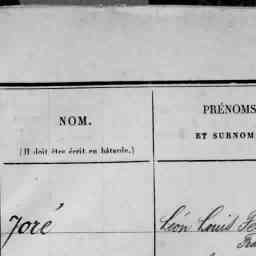 NOM.
(Il doit être écrit en bâtarde.)
PRÉNOMS
ET SURNOM
Joré
Léon Louis